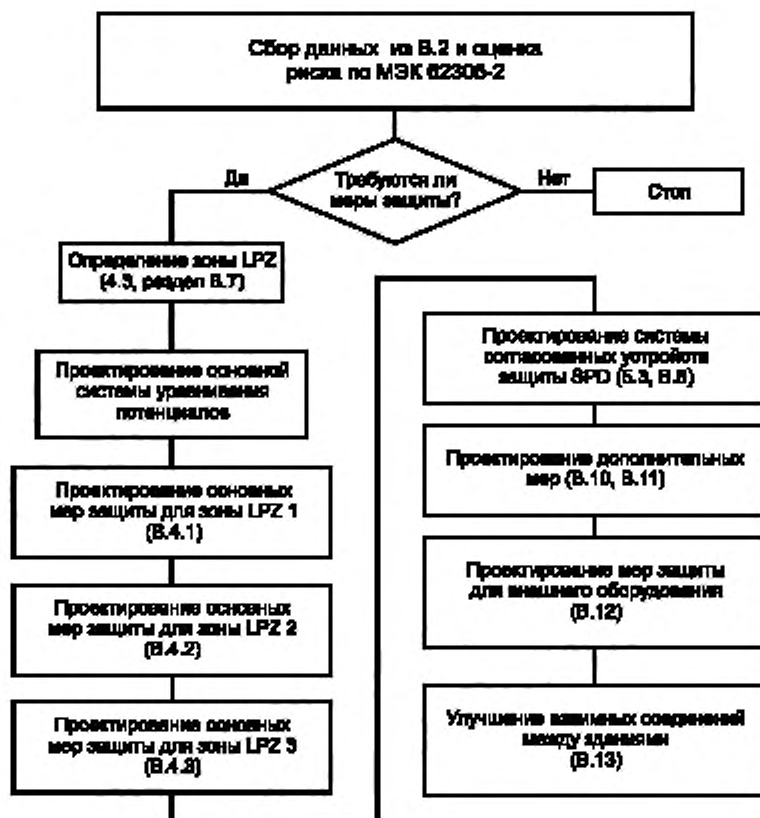 Сбор данных из В.2 и оценка
риска по МЭК 62305-2
Требуются ли
меры защиты?
Да
Нет
Стоп
Определение зоны LPZ
(4.3, раздел В.7)
Проектирование основной
системы уравнивания
потенциалов
Проектирование основных
мер защиты для зоны LPZ 1
(В.4.1)
Проектирование основных
мер защиты для зоны LPZ 2
(В.4.2)
Проектирование основных
мер защиты для зоны LPZ 3
(В.4.3)
Проектирование системы
согласованных устройств
защиты SPD (5.3, В.8)
Проектирование дополнительных
мер (В.10, В.11)
Проектирование мер защиты
для внешнего оборудования
(В.12)
Улучшение взаимных соединений
между зданиями
(В.13)